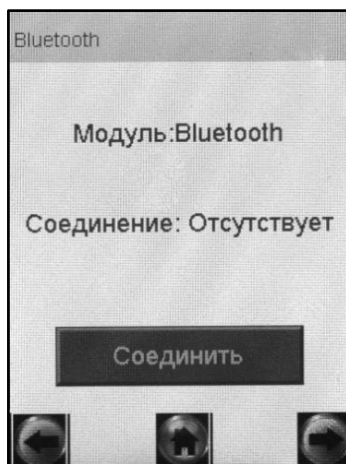 Bluetooth
Модуль:Bluetooth
Соединение: Отсутствует
Соединить